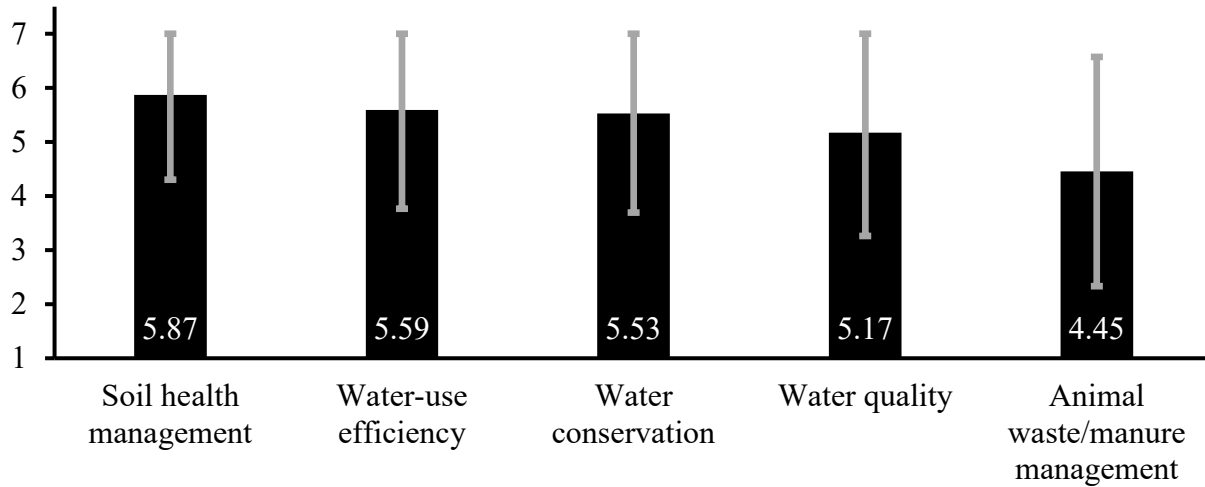 7
6
5
4
3
2
1
5.87
5.59
5.53
5.17
4.45
Soil health
management
Water-use
efficiency
Water
conservation
Water quality
Animal
waste/manure
management